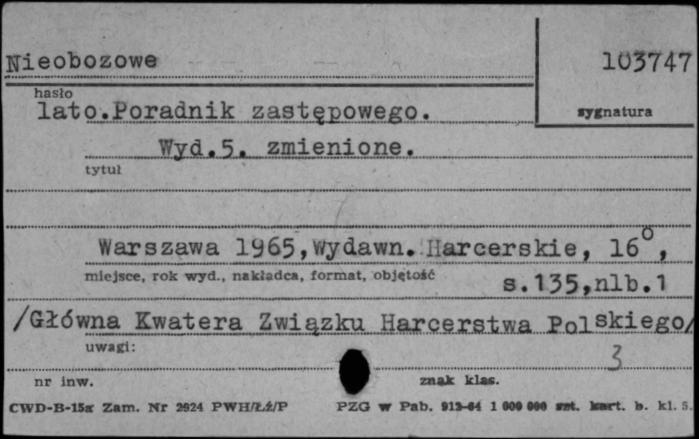 Nieobozowe
103747
hasło
lato.Poradnik zastępowego.
sygnatura
Wyd.5. zmienione.
tytuł
Warszawa 1965,Wydawn. Harcerskie, 16°,
miejsce, rok wyd., nakładca, format, objętość
s.135,nlb.1
/Główna Kwatera Związku Harcerstwa Polskiego/
uwagi:
3
nr inw.
znak klas.
CWD-B-15a Zam. Nr 2924 PWH/Łź/P
PZG w Pab. 913-64 1 000 000 szt. kart. b. kl. 5.